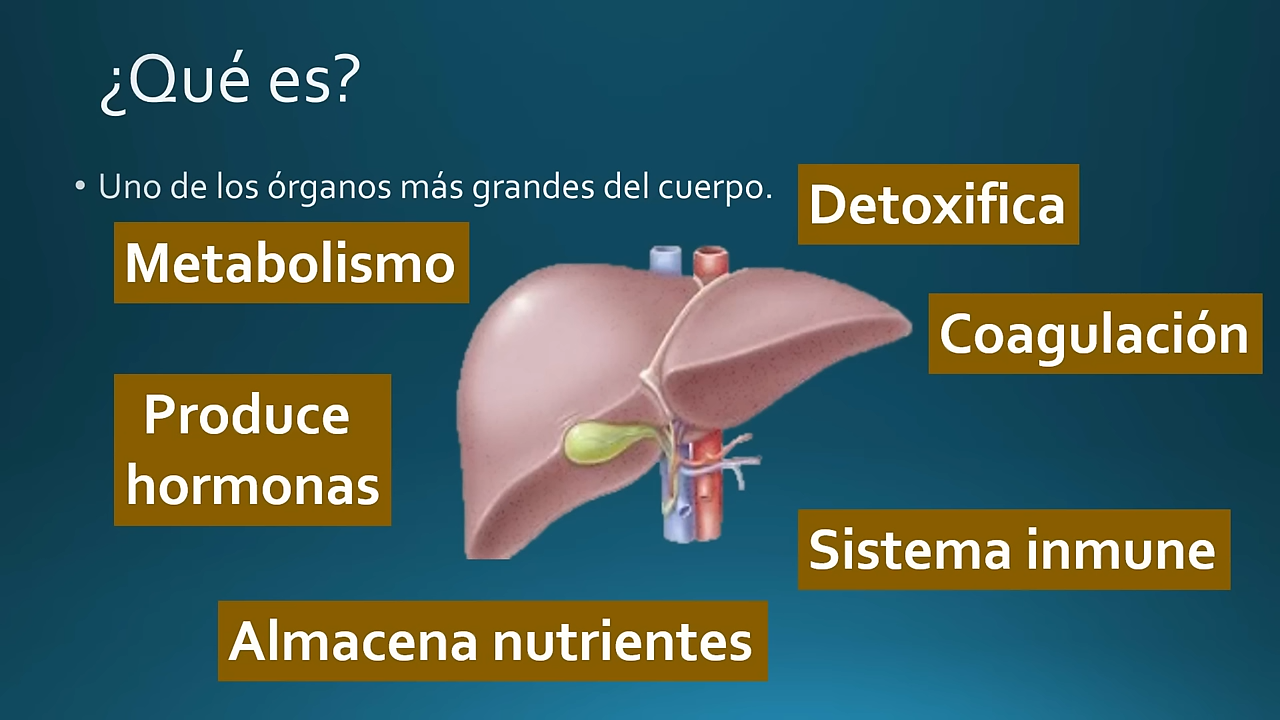 ¿Qué es?
• Uno de los órganos más grandes del cuerpo.
Detoxifica
Metabolismo
Coagulación
Produce
hormonas
Sistema inmune
Almacena nutrientes